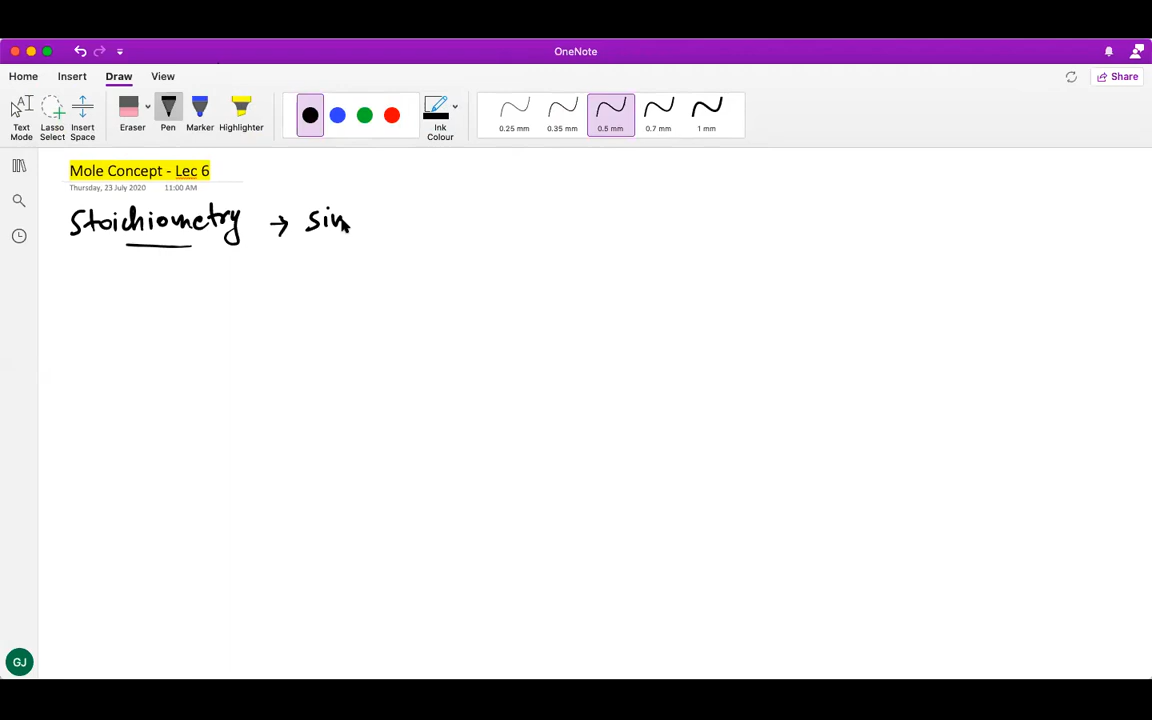 OneNote
Home Insert Draw View Share
Text Mode
Lasso Select
Insert Space
Eraser
Pen
Marker
Highlighter
Ink Colour
0.25 mm 0.35 mm 0.5 mm 0.7 mm 1 mm
Mole Concept - Lec 6
Thursday, 23 July 2020 11:00 AM
Stoichiometry → sin
GJ